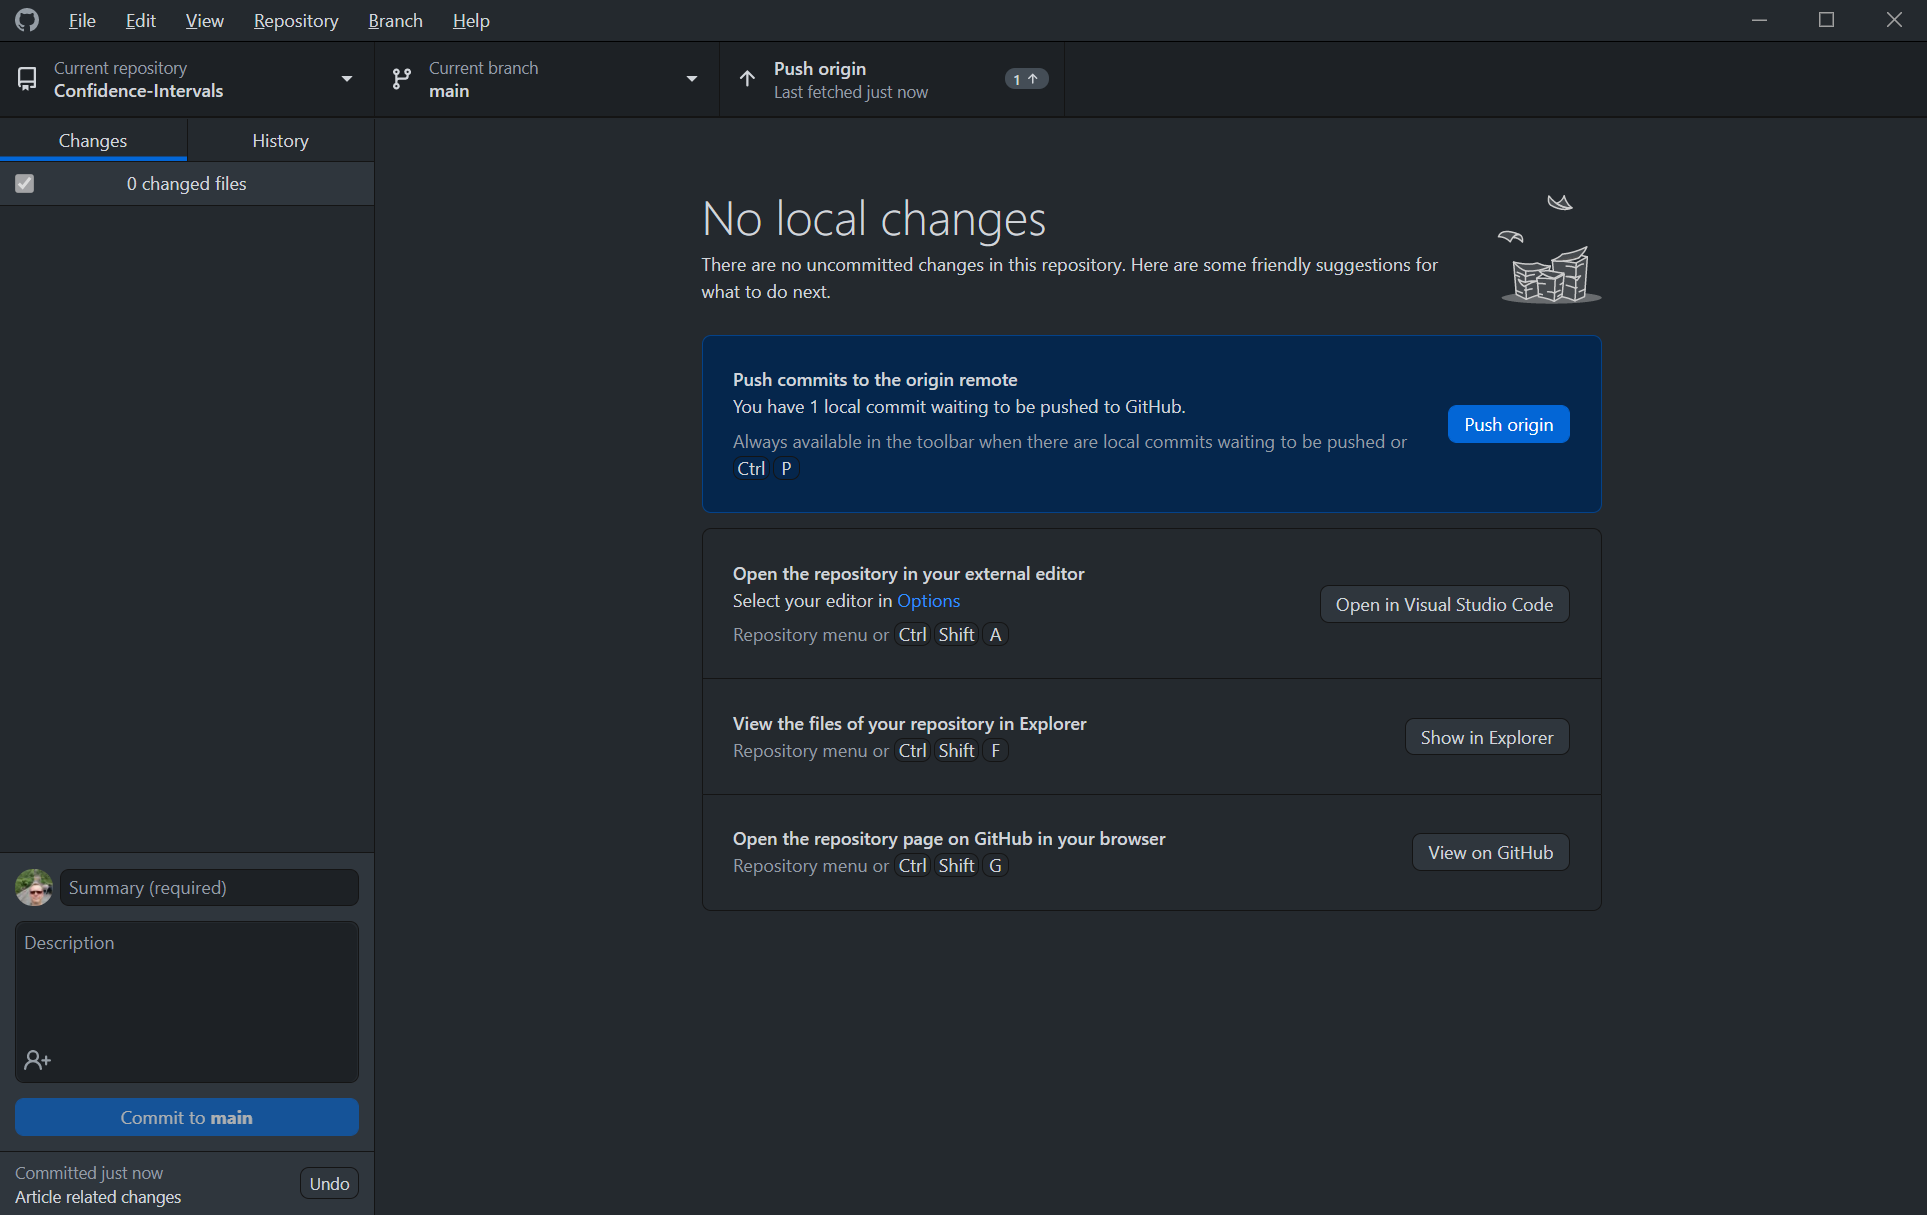 File Edit View Repository Branch Help
Current repository
Confidence-Intervals
Current branch
main
Push origin
Last fetched just now
1
Changes
History
0 changed files
No local changes
There are no uncommitted changes in this repository. Here are some friendly suggestions for
what to do next.
Push commits to the origin remote
You have 1 local commit waiting to be pushed to GitHub.
Always available in the toolbar when there are local commits waiting to be pushed or
Ctrl P
Push origin
Open the repository in your external editor
Select your editor in Options
Repository menu or Ctrl Shift A
Open in Visual Studio Code
View the files of your repository in Explorer
Repository menu or Ctrl Shift F
Show in Explorer
Open the repository page on GitHub in your browser
Repository menu or Ctrl Shift G
View on GitHub
Summary (required)
Description
Commit to main
Committed just now
Article related changes
Undo